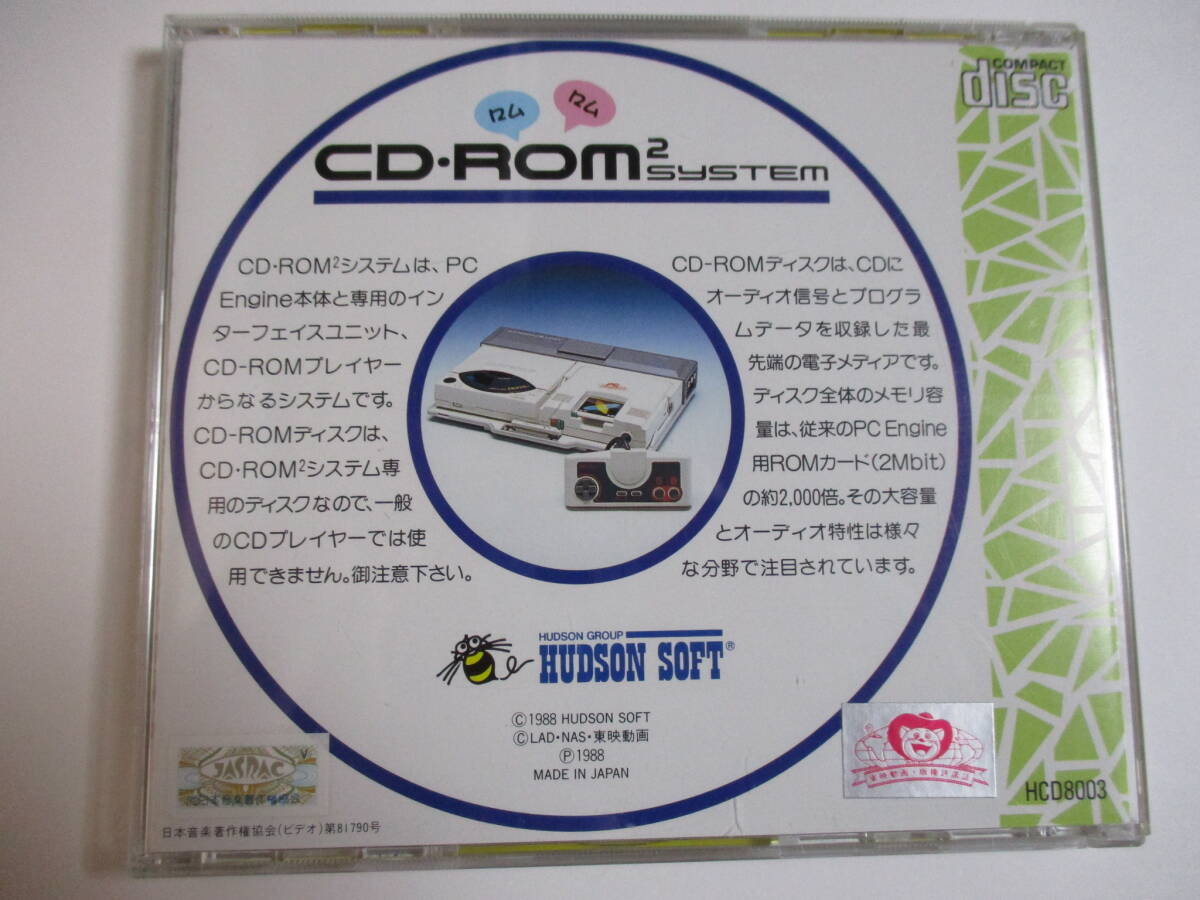 COMPACT
disc
ロム ロム
CD・ROM2 SYSTEM
CD・ROM2システムは、PC
Engine本体と専用のイン
ターフェイスユニット、
CD-ROMプレイヤー
からなるシステムです。
CD-ROMディスクは、
CD・ROM2システム専
用のディスクなので、一般
のCDプレイヤーでは使
用できません。御注意下さい。
CD-ROMディスクは、CDに
オーディオ信号とプログラ
ムデータを収録した最
先端の電子メディアです。
ディスク全体のメモリ容
量は、従来のPC Engine
用ROMカード(2Mbit)
の約2,000倍。その大容量
とオーディオ特性は様々
な分野で注目されています。
HUDSON GROUP
HUDSON SOFT®
©1988 HUDSON SOFT
©LAD・NAS・東映動画
Ⓟ1988
MADE IN JAPAN
JASRAC
日本音楽著作権協会(ビデオ)第81790号
東映動画・版権許諾証
HCD8003